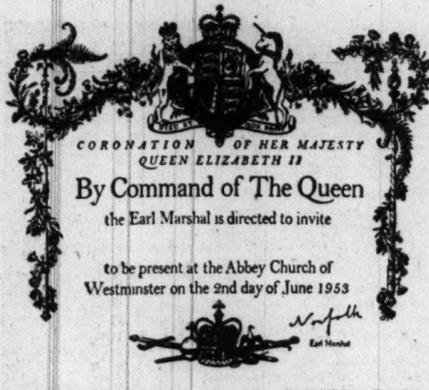 CORONATION OF HER MAJESTY
QUEEN ELIZABETH II
By Command of The Queen
the Earl Marshal is directed to invite
to be present at the Abbey Church of
Westminster on the 2nd day of June 1953
Norfolk
Earl Marshal